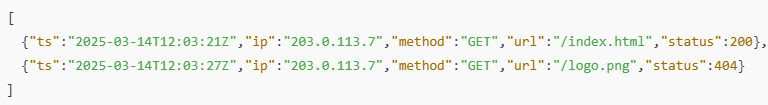 [
  {"ts":"2025-03-14T12:03:21Z","ip":"203.0.113.7","method":"GET","url":"/index.html","status":200},
  {"ts":"2025-03-14T12:03:27Z","ip":"203.0.113.7","method":"GET","url":"/logo.png","status":404}
]